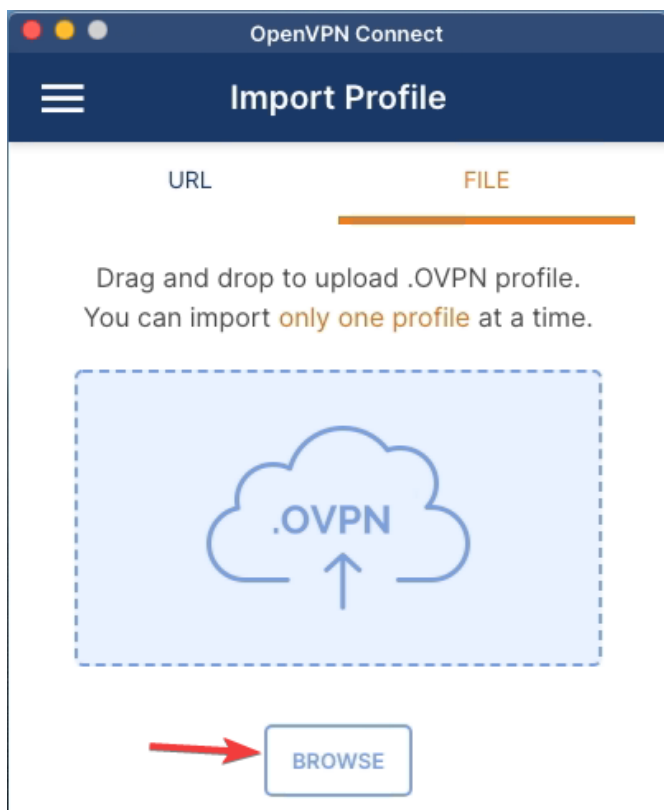 OpenVPN Connect
Import Profile
URL
FILE
Drag and drop to upload .OVPN profile.
You can import only one profile at a time.
.OVPN
BROWSE